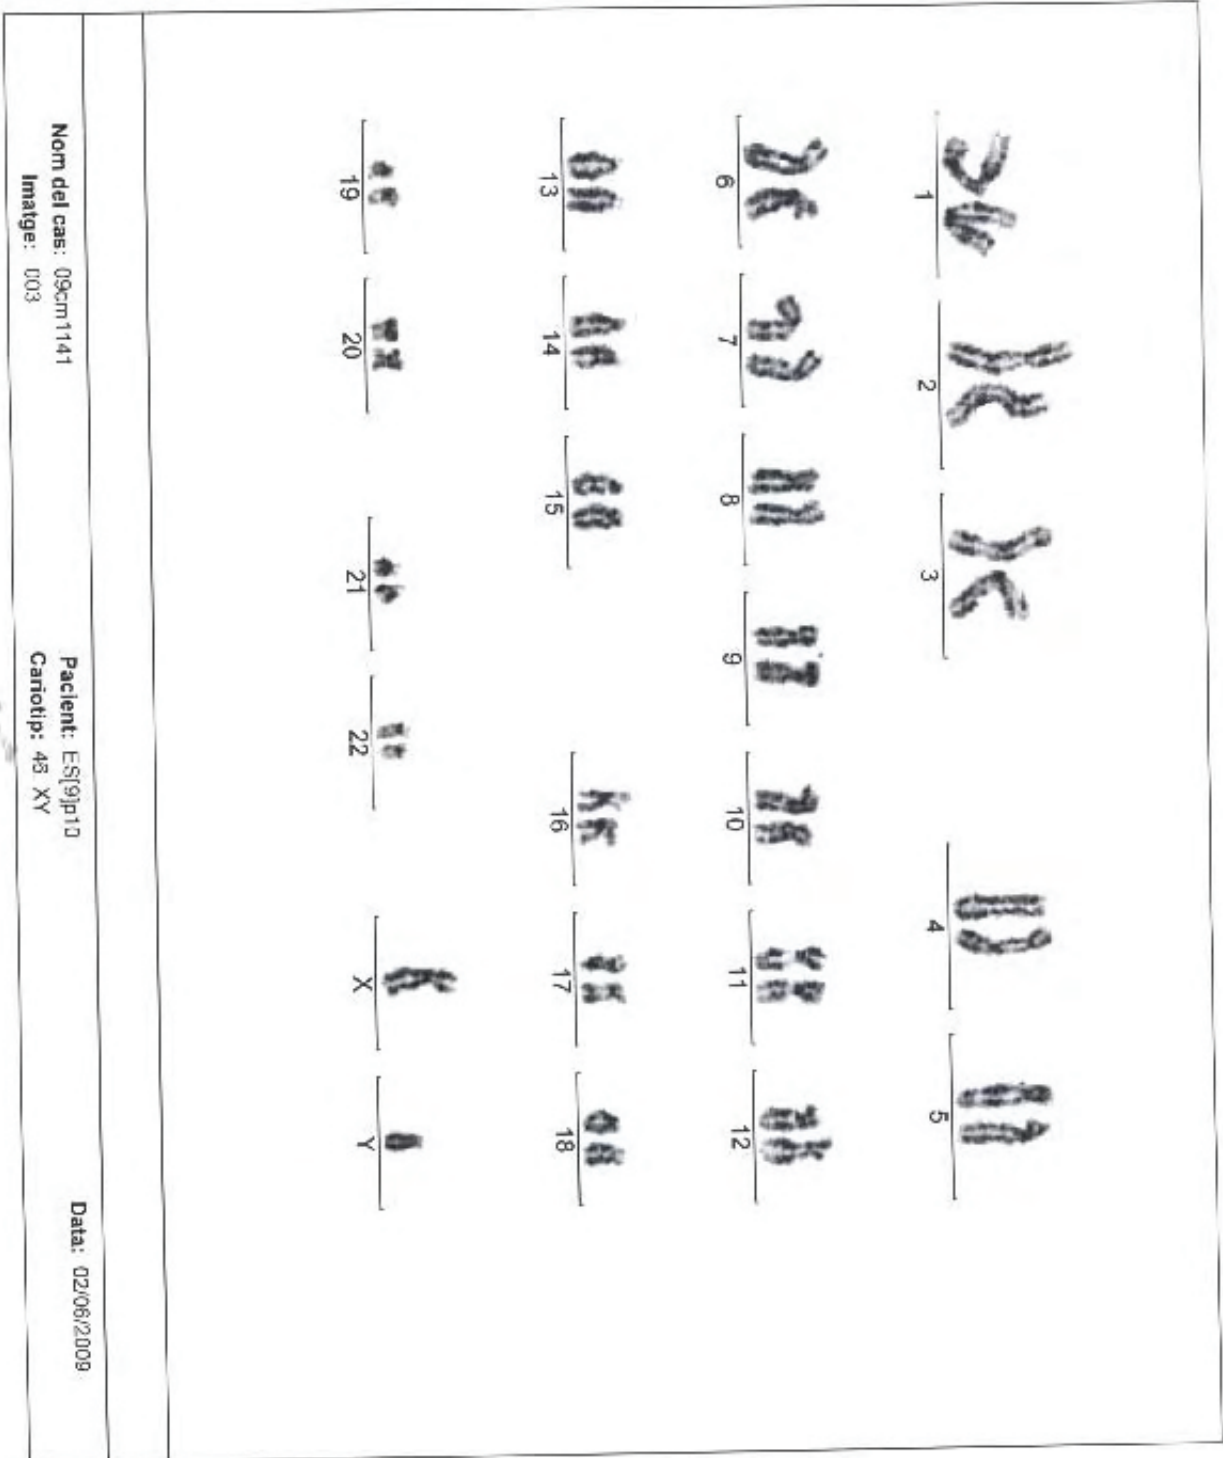 1 2 3 4 5
6 7 8 9 10 11 12
13 14 15 16 17 18
19 20 21 22 X Y
Nom del cas: 09cm1141 Pacient: ES[9]p10 Data: 02/06/2009
Imatge: 003 Cariotip: 46 XY